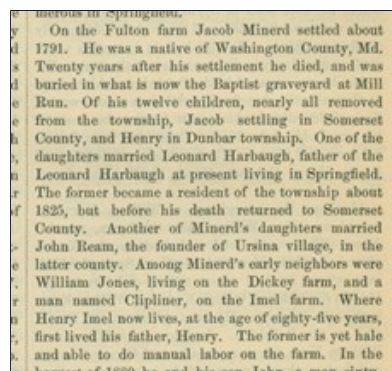 merous in Springfield.
On the Fulton farm Jacob Minerd settled about
1791. He was a native of Washington County, Md.
Twenty years after his settlement he died, and was
buried in what is now the Baptist graveyard at Mill
Run. Of his twelve children, nearly all removed
from the township, Jacob settling in Somerset
County, and Henry in Dunbar township. One of the
daughters married Leonard Harbaugh, father of the
Leonard Harbaugh at present living in Springfield.
The former became a resident of the township about
1825, but before his death returned to Somerset
County. Another of Minerd's daughters married
John Ream, the founder of Ursina village, in the
latter county. Among Minerd's early neighbors were
William Jones, living on the Dickey farm, and a
man named Clipliner, on the Imel farm. Where
Henry Imel now lives, at the age of eighty-five years,
first lived his father, Henry. The former is yet hale
and able to do manual labor on the farm. In the